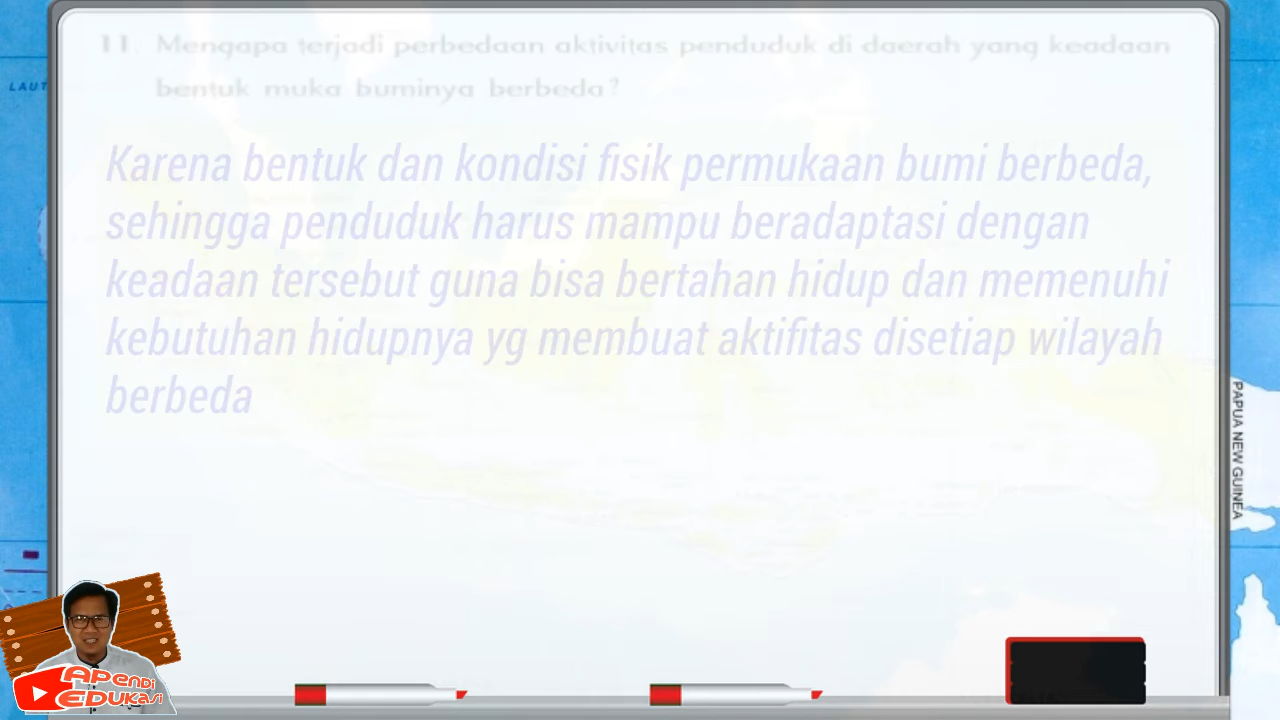 11. Mengapa terjadi perbedaan aktivitas penduduk di daerah yang keadaan
bentuk muka buminya berbeda?
Karena bentuk dan kondisi fisik permukaan bumi berbeda,
sehingga penduduk harus mampu beradaptasi dengan
keadaan tersebut guna bisa bertahan hidup dan memenuhi
kebutuhan hidupnya yg membuat aktifitas disetiap wilayah
berbeda
LAUT
PAPUA NEW GUINEA
APENDI
EDUKASI